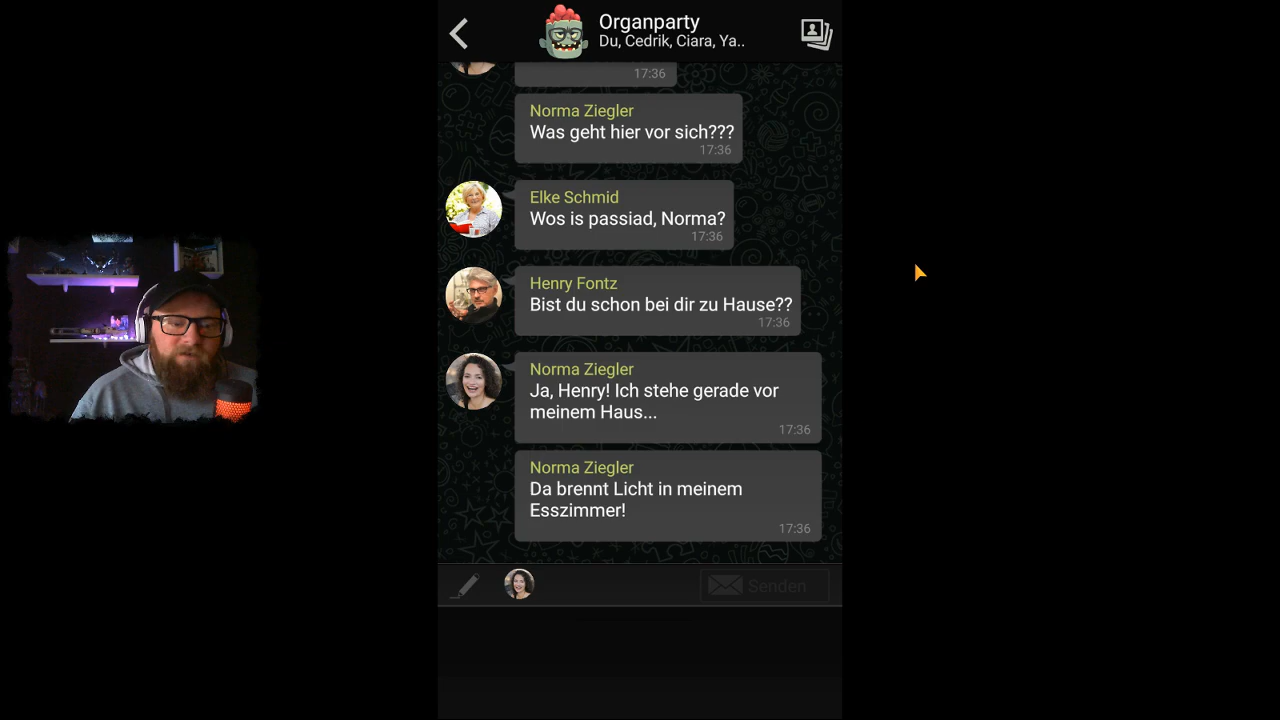 Organparty
Du, Cedrik, Ciara, Ya..
17:36
Norma Ziegler
Was geht hier vor sich???
17:36
Elke Schmid
Wos is passiad, Norma?
17:36
Henry Fontz
Bist du schon bei dir zu Hause??
17:36
Norma Ziegler
Ja, Henry! Ich stehe gerade vor
meinem Haus...
17:36
Norma Ziegler
Da brennt Licht in meinem
Esszimmer!
17:36
Senden